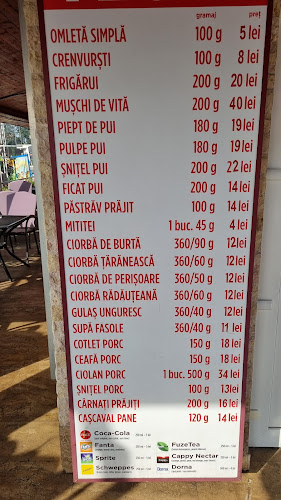 gramaj preț
OMLETĂ SIMPLĂ 100 g 5 lei
CRENVURȘTI 100 g 8 lei
FRIGĂRUI 200 g 20 lei
MUȘCHI DE VITĂ 200 g 40 lei
PIEPT DE PUI 180 g 19 lei
PULPE PUI 180 g 19 lei
ȘNIȚEL PUI 200 g 22 lei
FICAT PUI 200 g 14 lei
PĂSTRĂV PRĂJIT 100 g 14 lei
MITITEI 1 buc. 45 g 4 lei
CIORBĂ DE BURTĂ 360/90 g 12 lei
CIORBĂ ȚĂRĂNEASCĂ 360/60 g 12 lei
CIORBĂ DE PERIȘOARE 360/50 g 12 lei
CIORBĂ RĂDĂUȚEANĂ 360/60 g 12 lei
GULAȘ UNGURESC 360/40 g 12 lei
SUPĂ FASOLE 360/40 g 11 lei
COTLET PORC 150 g 18 lei
CEAFĂ PORC 150 g 18 lei
CIOLAN PORC 1 buc. 500 g 34 lei
ȘNIȚEL PORC 100 g 13 lei
CÂRNAȚI PRĂJIȚI 200 g 16 lei
CASCAVAL PANE 120 g 14 lei
Coca-Cola
Fanta FuzeTea
Sprite Cappy Nectar
Schweppes Dorna